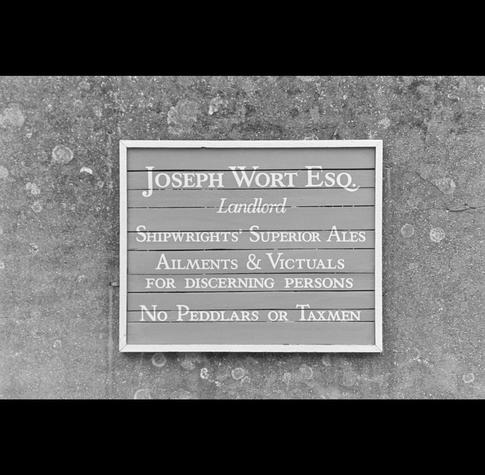 Joseph Wort Esq.
Landlord
Shipwrights' Superior Ales
Ailments & Victuals
for discerning persons
No Peddlars or Taxmen